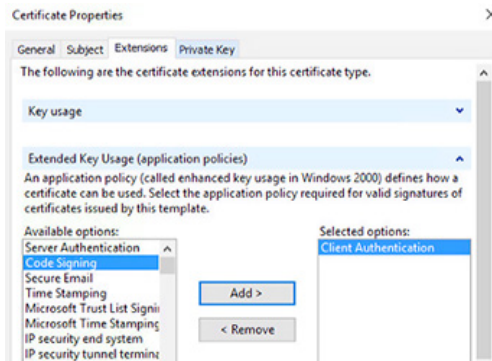 Certificate Properties
General Subject Extensions Private Key
The following are the certificate extensions for this certificate type.
Key usage
Extended Key Usage (application policies)
An application policy (called enhanced key usage in Windows 2000) defines how a
certificate can be used. Select the application policy required for valid signatures of
certificates issued by this template.
Available options:
Server Authentication
Code Signing
Secure Email
Time Stamping
Microsoft Trust List Signin
Microsoft Time Stamping
IP security end system
IP security tunnel termina
Add >
< Remove
Selected options:
Client Authentication